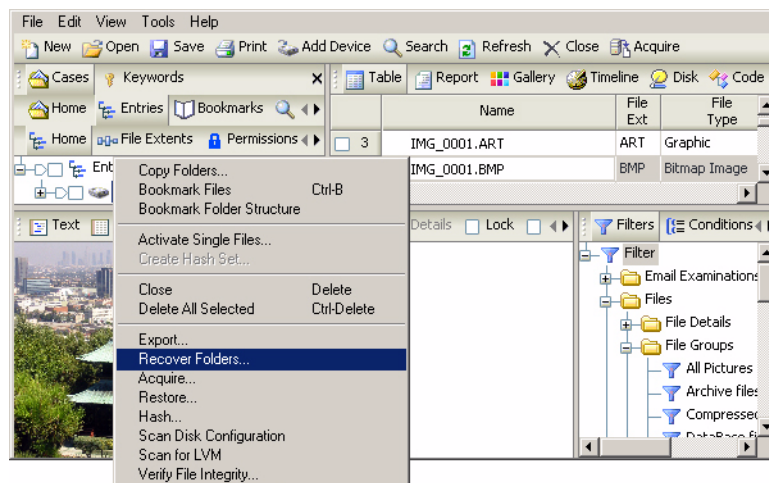 File Edit View Tools Help
New Open Save Print Add Device Search Refresh Close Acquire
Cases Keywords Table Report Gallery Timeline Disk Code
Home Entries Bookmarks Name File Ext File Type
Home File Extents Permissions 3 IMG_0001.ART ART Graphic
IMG_0001.BMP BMP Bitmap Image
Copy Folders...
Bookmark Files Ctrl-B
Bookmark Folder Structure
Text Details Lock Filters Conditions
Activate Single Files...
Create Hash Set...
Filter
Email Examinations
Close Delete
Files
Delete All Selected Ctrl-Delete
File Details
Export...
File Groups
Recover Folders...
All Pictures
Acquire...
Archive files
Restore...
Hash...
Compressed
Scan Disk Configuration
Scan for LVM
Verify File Integrity...